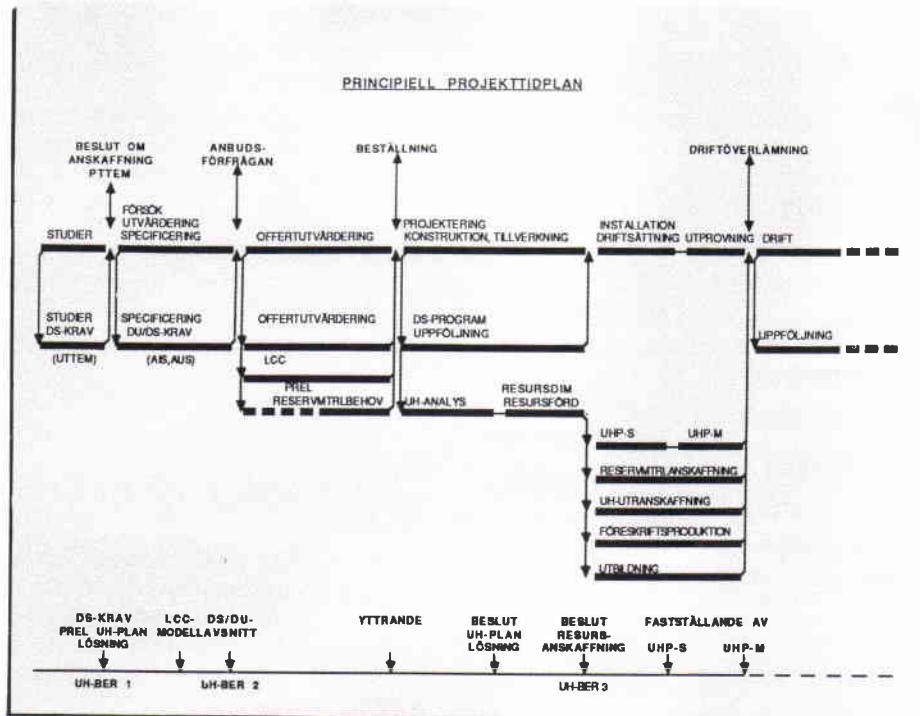 PRINCIPIELL PROJEKTTIDPLAN
BESLUT OM
ANSKAFFNING
PTTEM
ANBUDS-
FÖRFRÅGAN
BESTÄLLNING
DRIFTÖVERLÄMNING
STUDIER
FÖRSÖK
UTVÄRDERING
SPECIFICERING
OFFERTUTVÄRDERING
PROJEKTERING
KONSTRUKTION, TILLVERKNING
INSTALLATION
DRIFTSÄTTNING
UTPROVNING
DRIFT
STUDIER
DS-KRAV
(UTTEM)
SPECIFICERING
DU/DS-KRAV
(AIS,AUS)
OFFERTUTVÄRDERING
LCC
PREL
RESERVMTRLBEHOV
DS-PROGRAM
UPPFÖLJNING
UH-ANALYS
RESURSDIM
RESURSFÖRD
UPPFÖLJNING
UHP-S
UHP-M
RESERVMTRLANSKAFFNING
UH-UTRANSKAFFNING
FÖRESKRIFTSPRODUKTION
UTBILDNING
DS-KRAV
PREL UH-PLAN
LÖSNING
LCC-
MODELL
DS/DU-
AVSNITT
YTTRANDE
BESLUT
UH-PLAN
LÖSNING
BESLUT
RESURS-
ANSKAFFNING
FASTSTÄLLANDE AV
UHP-S
UHP-M
UH-BER 1
UH-BER 2
UH-BER 3